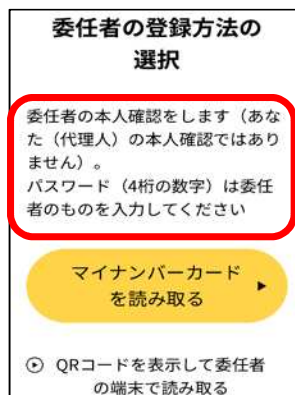 委任者の登録方法の
選択
委任者の本人確認をします（あな
た（代理人）の本人確認ではあり
ません）。
パスワード（4桁の数字）は委任
者のものを入力してください
マイナンバーカード
を読み取る
QRコードを表示して委任者
の端末で読み取る